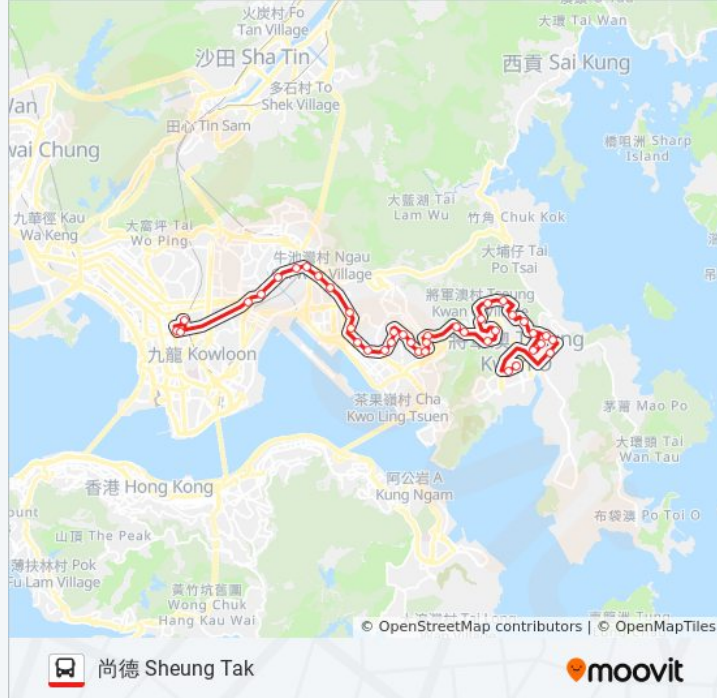 火炭村 Fo
Tan Village
大環 Tai Wan
沙田 Sha Tin
西貢 Sai Kung
多石村 To
Shek Village
Wan
田心 Tin Sam
橋咀洲 Sharp
Island
wai Chung
大藍湖 Tai
Lam Wu
竹角 Chuk Kok
九華徑 Kau
Wa Keng
大富坪 Tai
Wo Ping
牛池灣村 Ngau
Village
大埔仔 Tai
Po Tsai
將軍澳村 Tseung
Kwan
九龍 Kowloon
茶果嶺村 Cha
Kwo Ling Tsuen
茅莆 Mao Po
大環頭 Tai
Wan Tau
香港 Hong Kong
阿公岩 A
Kung Ngam
布袋澳 Po Toi O
ount
山頂 The Peak
薄扶林村 Pok
Fu Lam Village
黃竹坑舊圍
Wong Chuk
Hang Kau Wai
© OpenStreetMap contributors | © OpenMapTiles
尚德 Sheung Tak
moovit